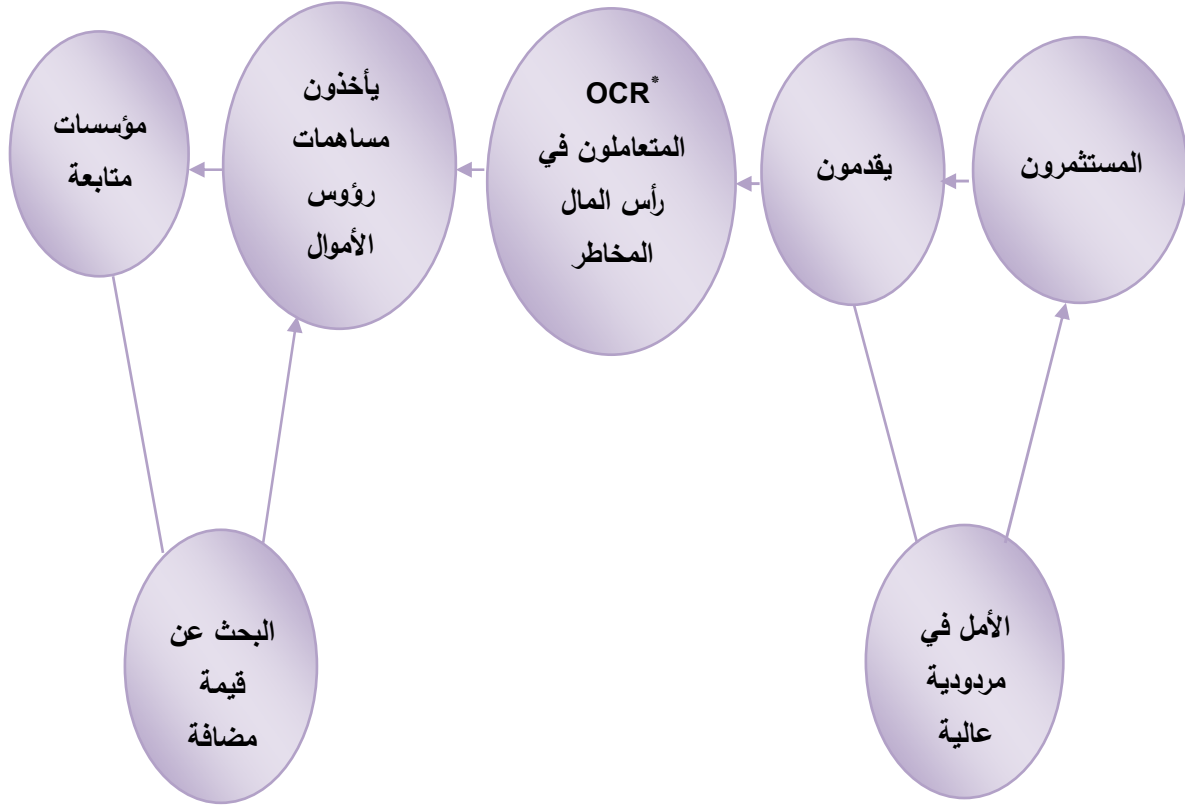 المستثمرون
يقدمون
OCR*
المتعاملون في
رأس المال
المخاطر
يأخذون
مساهمات
رؤوس
الأموال
مؤسسات
متابعة
الأمل في
مردودية
عالية
البحث عن
قيمة
مضافة